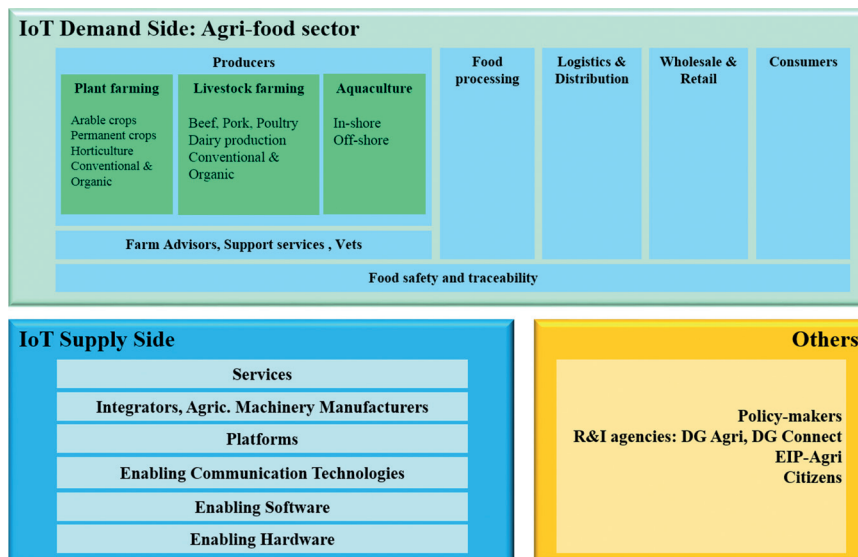 IoT Demand Side: Agri-food sector
Producers
Plant farming
Arable crops
Permanent crops
Horticulture
Conventional &
Organic
Livestock farming
Beef, Pork, Poultry
Dairy production
Conventional &
Organic
Aquaculture
In-shore
Off-shore
Food
processing
Logistics &
Distribution
Wholesale &
Retail
Consumers
Farm Advisors, Support services , Vets
Food safety and traceability
IoT Supply Side
Services
Integrators, Agric. Machinery Manufacturers
Platforms
Enabling Communication Technologies
Enabling Software
Enabling Hardware
Others
Policy-makers
R&I agencies: DG Agri, DG Connect
EIP-Agri
Citizens